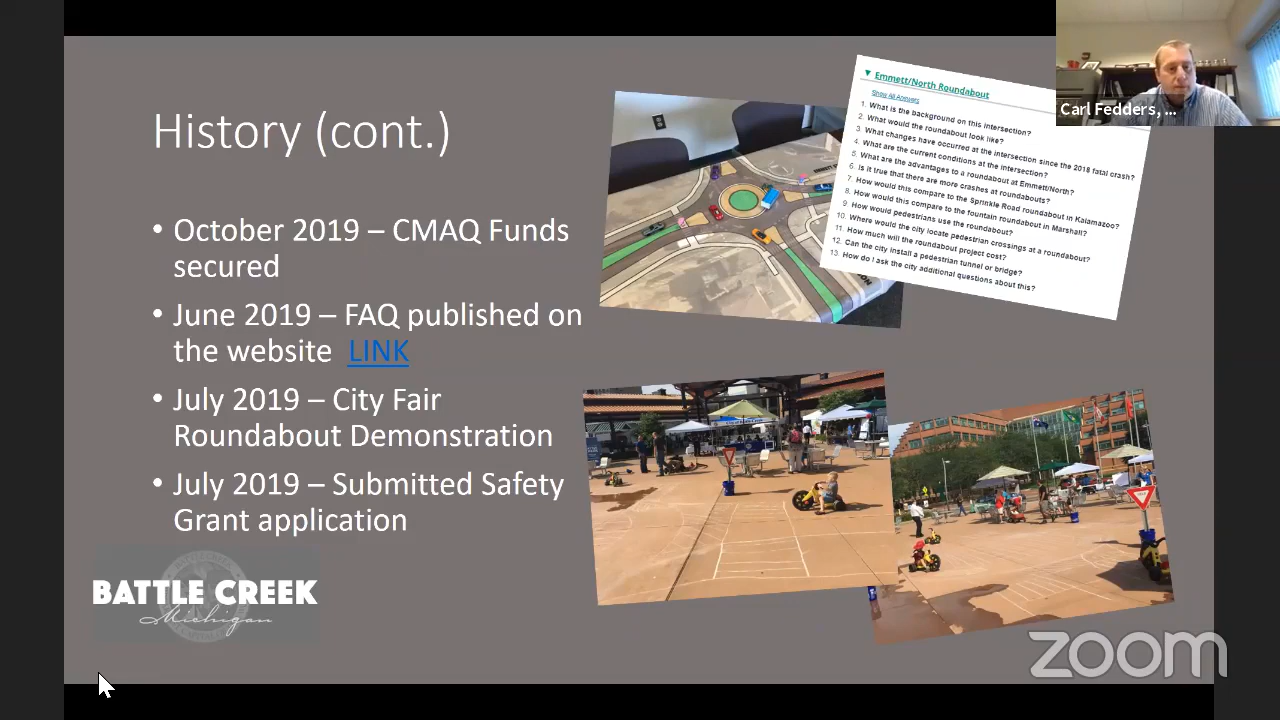 History (cont.)
• October 2019 – CMAQ Funds
secured
• June 2019 – FAQ published on
the website LINK
• July 2019 – City Fair
Roundabout Demonstration
• July 2019 – Submitted Safety
Grant application
BATTLE CREEK
Michigan
▼ Emmett/North Roundabout
Show All Answers
1. What is the background on this intersection?
2. What would the roundabout look like?
3. What changes have occurred at the intersection since the 2018 fatal crash?
4. What are the current conditions at the intersection?
5. What are the advantages to a roundabout at Emmett/North?
6. Is it true that there are more crashes at roundabouts?
7. How would this compare to the Sprinkle Road roundabout in Kalamazoo?
8. How would this compare to the fountain roundabout in Marshall?
9. How would pedestrians use the roundabout?
10. Where would the city locate pedestrian crossings at a roundabout?
11. How much will the roundabout project cost?
12. Can the city install a pedestrian tunnel or bridge?
13. How do I ask the city additional questions about this?
Carl Fedders, ...
zoom